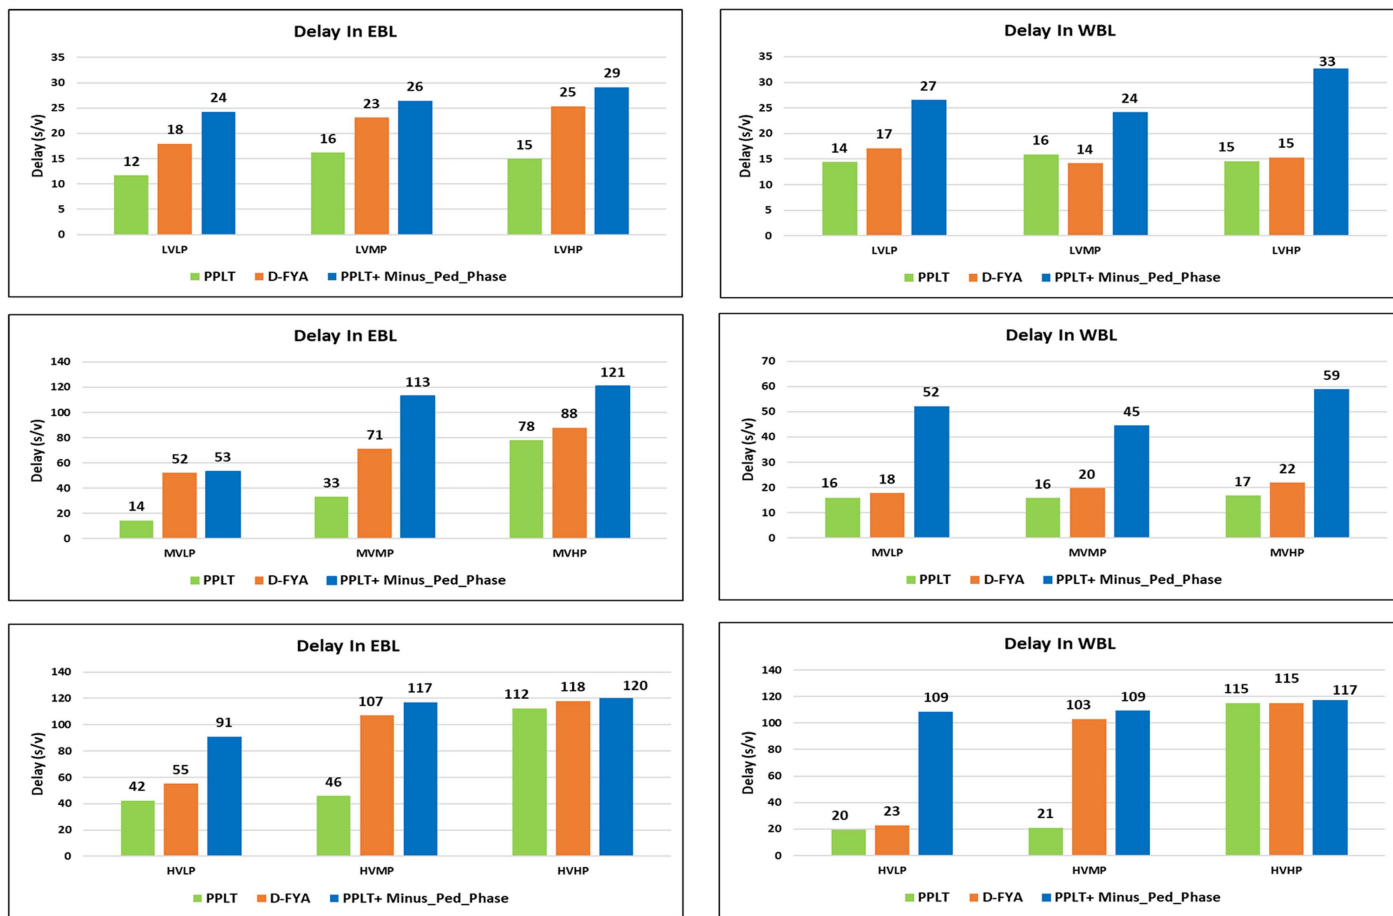 Delay In EBL
Delay (s/v)
35
30
25
20
15
10
5
0
12 18 24
16 23 26
15 25 29
LVLP LVMP LVHP
PPLT D-FYA PPLT+ Minus_Ped_Phase
Delay In WBL
Delay (s/v)
35
30
25
20
15
10
5
0
14 17 27
16 14 24
15 15 33
LVLP LVMP LVHP
PPLT D-FYA PPLT+ Minus_Ped_Phase
Delay In EBL
Delay (s/v)
140
120
100
80
60
40
20
0
14 52 53
33 71 113
78 88 121
MVLP MVMP MVHP
PPLT D-FYA PPLT+ Minus_Ped_Phase
Delay In WBL
Delay (s/v)
70
60
50
40
30
20
10
0
16 18 52
16 20 45
17 22 59
MVLP MVMP MVHP
PPLT D-FYA PPLT+ Minus_Ped_Phase
Delay In EBL
Delay (s/v)
140
120
100
80
60
40
20
0
42 55 91
46 107 117
112 118 120
HVLP HVMP HVHP
PPLT D-FYA PPLT+ Minus_Ped_Phase
Delay In WBL
Delay (s/v)
140
120
100
80
60
40
20
0
20 23 109
21 103 109
115 115 117
HVLP HVMP HVHP
PPLT D-FYA PPLT+ Minus_Ped_Phase